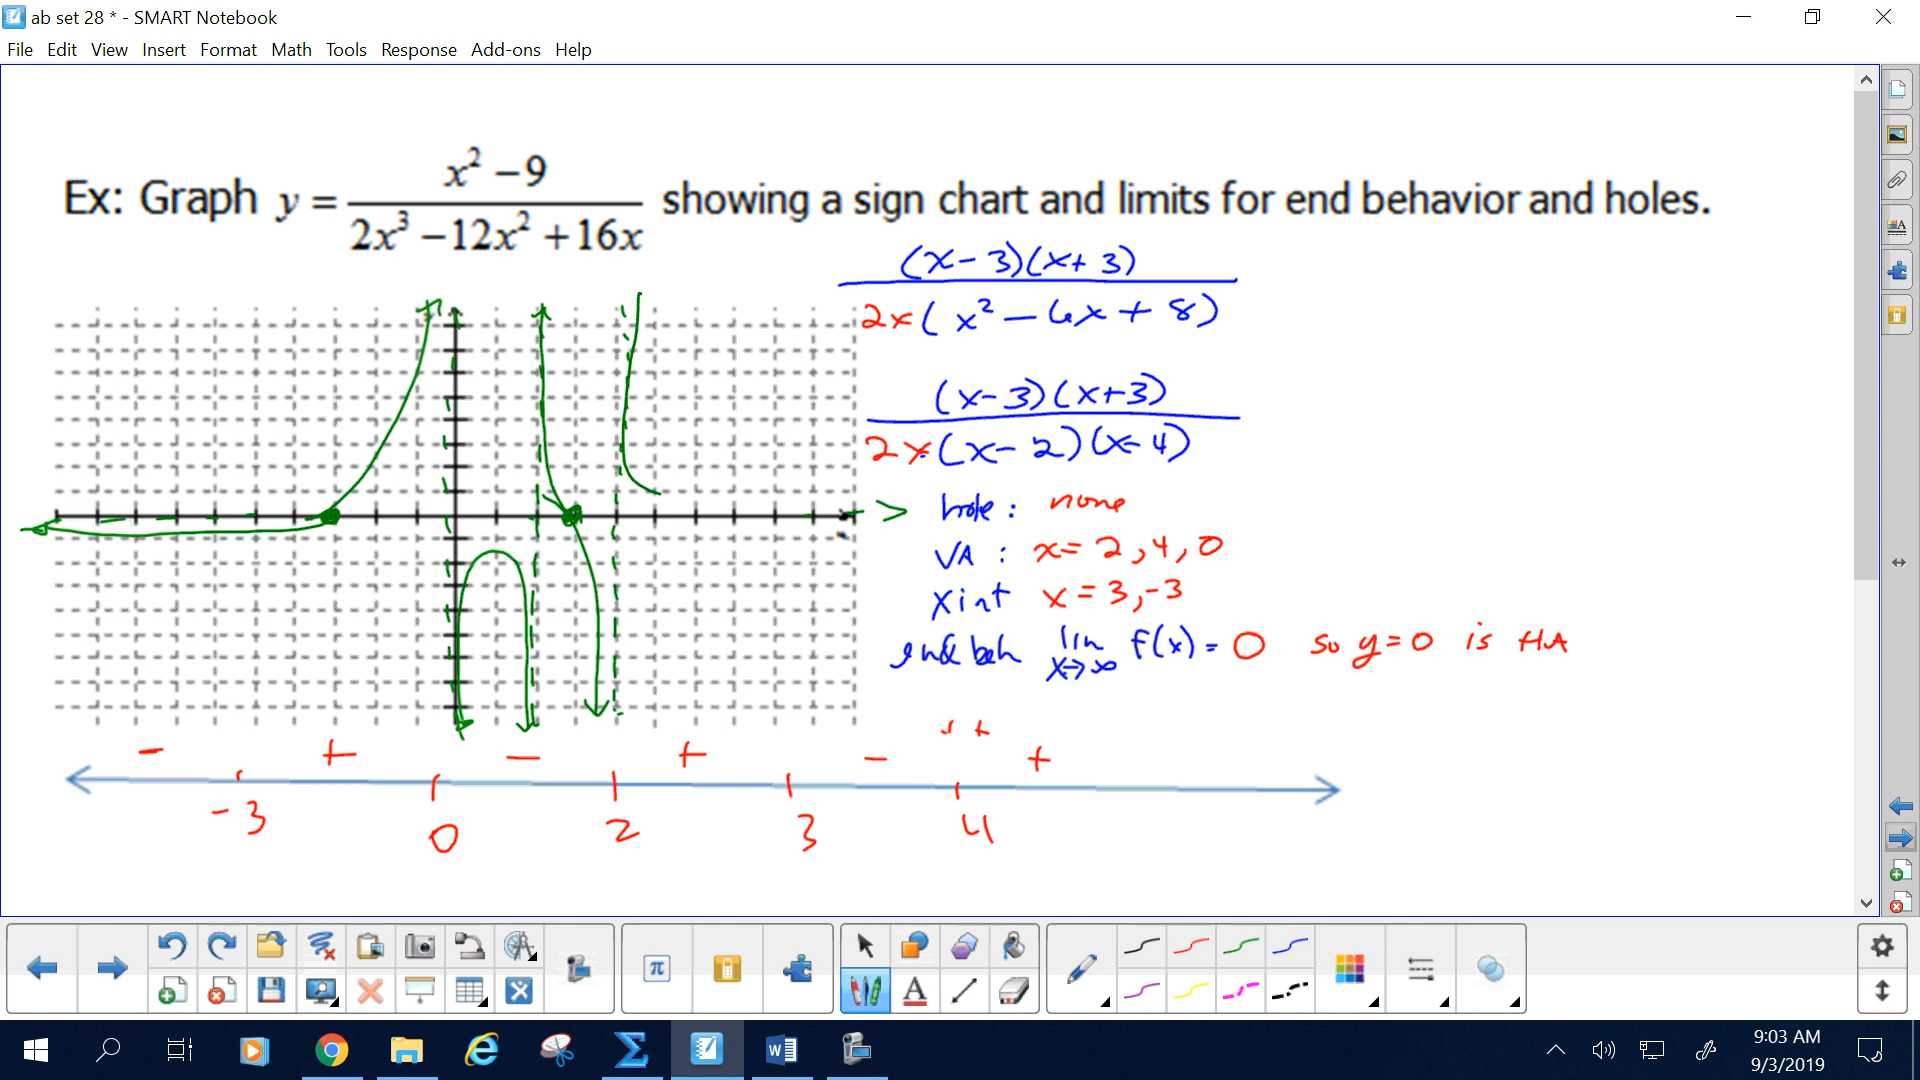 ab set 28 * - SMART Notebook
File Edit View Insert Format Math Tools Response Add-ons Help
Ex: Graph y = (x² − 9)/(2x³ − 12x² + 16x) showing a sign chart and limits for end behavior and holes.
(x-3)(x+3)
2x(x² - 6x + 8)
(x-3)(x+3)
2x(x-2)(x-4)
hole: none
VA: x= 2, 4, 0
x int x = 3, -3
end beh lim x→∞ f(x) = 0 so y=0 is HA
- + - + - +
-3 0 2 3 4
π
A
W
9:03 AM
9/3/2019